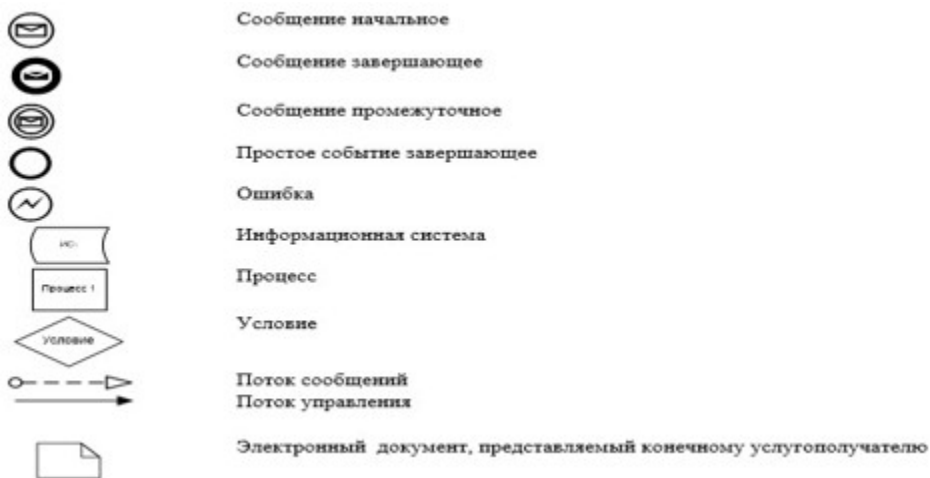 Сообщение начальное
Сообщение завершающее
Сообщение промежуточное
Простое событие завершающее
Ошибка
ИС
Информационная система
Процесс 1
Процесс
Условие
Условие
Поток сообщений
Поток управления
Электронный документ, представляемый конечному услугополучателю